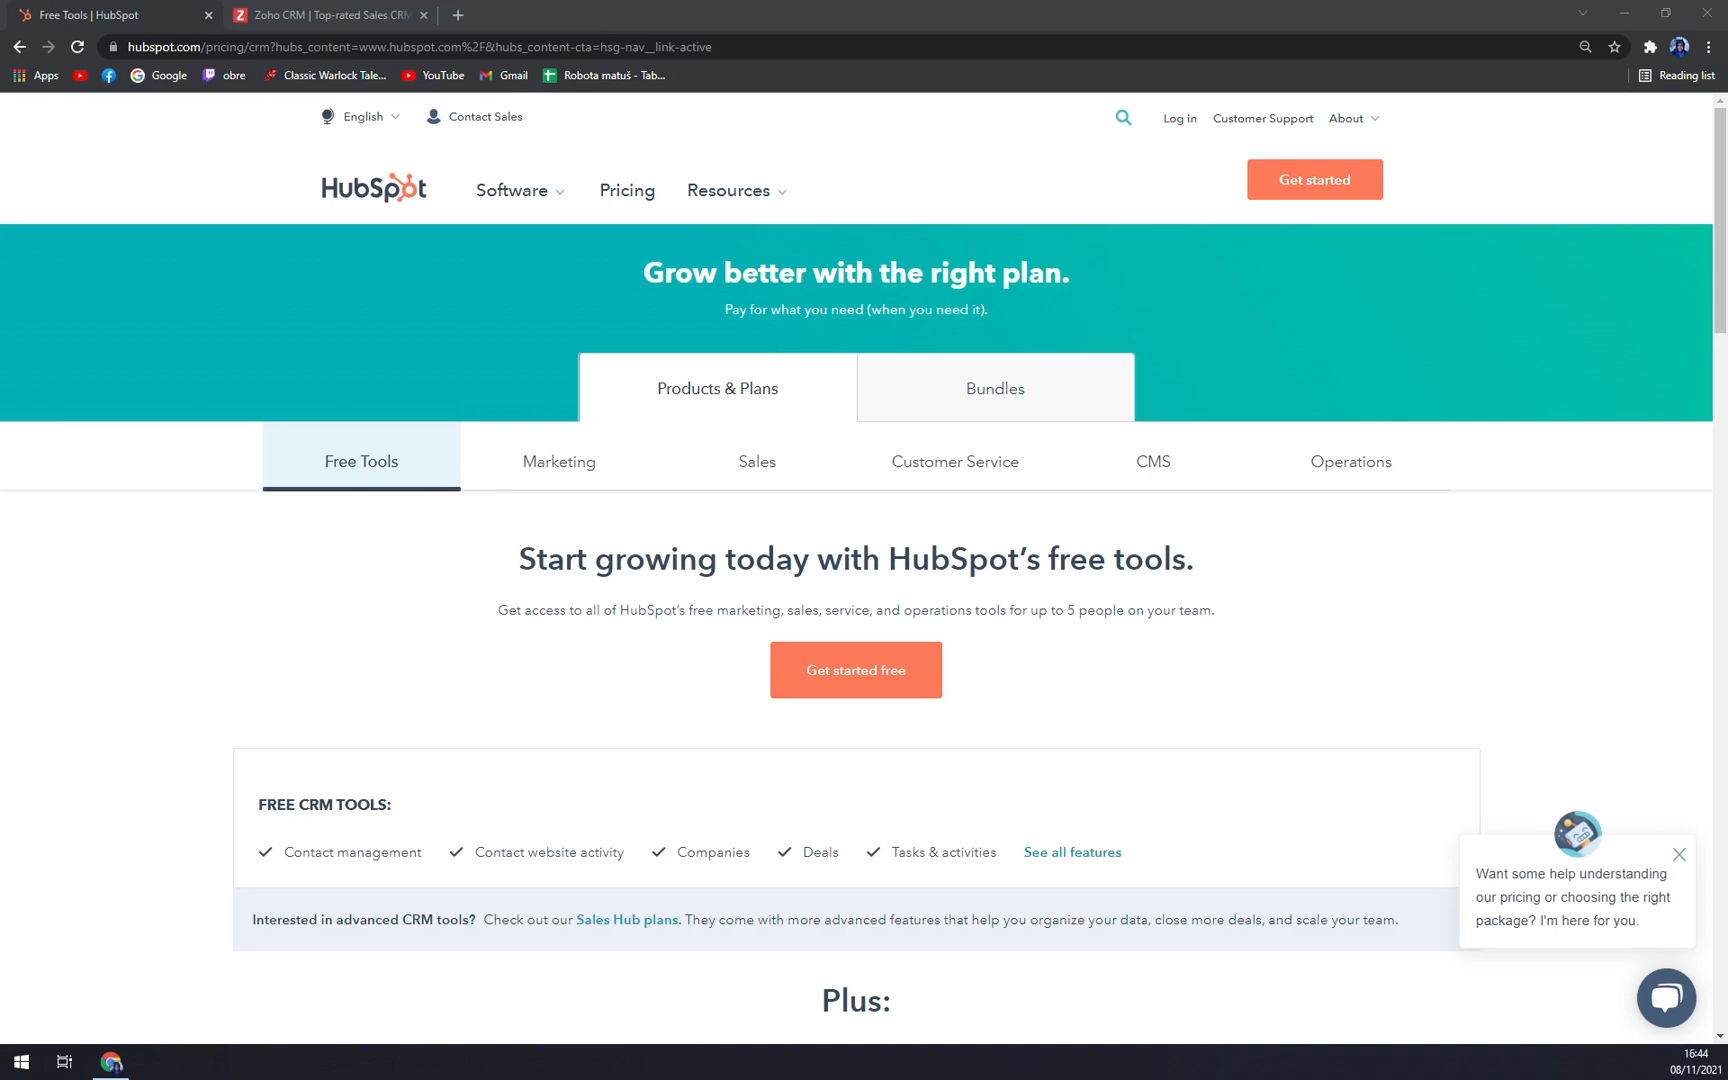 Free Tools | HubSpot
Zoho CRM | Top-rated Sales CRM
hubspot.com/pricing/crm?hubs_content=www.hubspot.com%2F&hubs_content-cta=hsg-nav__link-active
Apps
Google
obre
Classic Warlock Tale...
YouTube
Gmail
Robota matuš - Tab...
Reading list
English
Contact Sales
Log in
Customer Support
About
HubSpot
Software
Pricing
Resources
Get started
Grow better with the right plan.
Pay for what you need (when you need it).
Products & Plans
Bundles
Free Tools
Marketing
Sales
Customer Service
CMS
Operations
Start growing today with HubSpot’s free tools.
Get access to all of HubSpot’s free marketing, sales, service, and operations tools for up to 5 people on your team.
Get started free
FREE CRM TOOLS:
Contact management
Contact website activity
Companies
Deals
Tasks & activities
See all features
Interested in advanced CRM tools? Check out our Sales Hub plans. They come with more advanced features that help you organize your data, close more deals, and scale your team.
Want some help understanding
our pricing or choosing the right
package? I'm here for you.
Plus:
16:44
08/11/2021